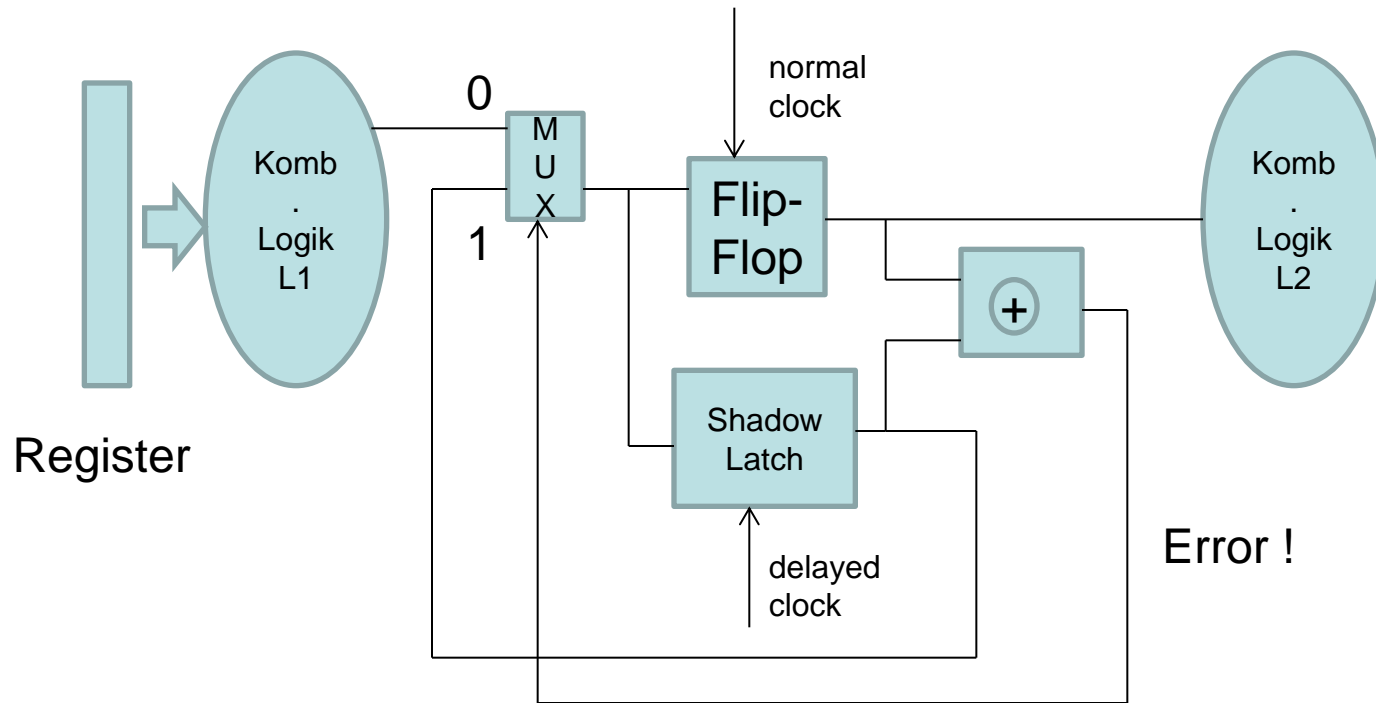 Register
Komb
.
Logik
L1
0
1
M
U
X
normal
clock
Flip-
Flop
Shadow
Latch
delayed
clock
+
Error !
Komb
.
Logik
L2